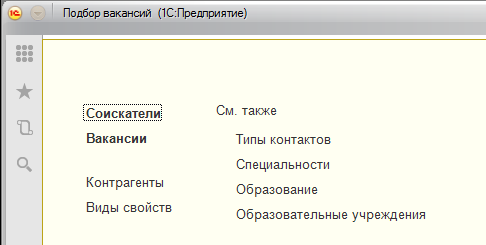 Подбор вакансий (1С:Предприятие)
Соискатели
Вакансии
Контрагенты
Виды свойств
См. также
Типы контактов
Специальности
Образование
Образовательные учреждения